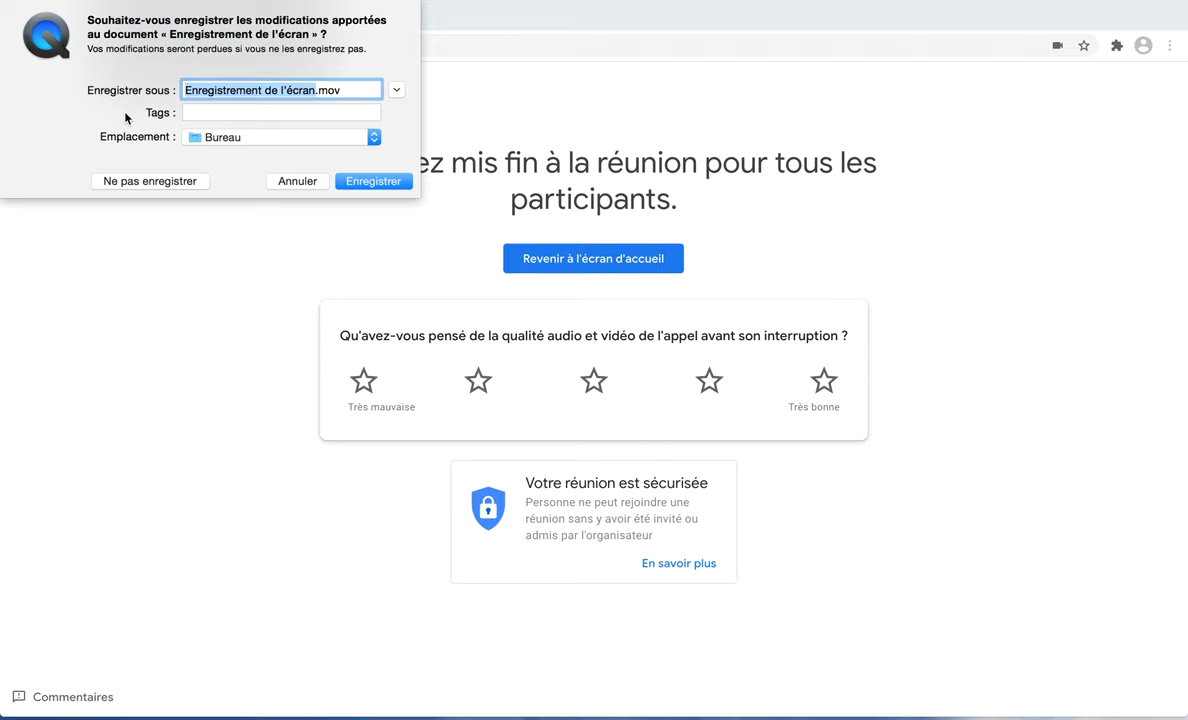 Souhaitez-vous enregistrer les modifications apportées
au document « Enregistrement de l'écran » ?
Vos modifications seront perdues si vous ne les enregistrez pas.
Enregistrer sous : Enregistrement de l'écran.mov
Tags :
Emplacement : Bureau
Ne pas enregistrer Annuler Enregistrer
ez mis fin à la réunion pour tous les
participants.
Revenir à l'écran d'accueil
Qu'avez-vous pensé de la qualité audio et vidéo de l'appel avant son interruption ?
Très mauvaise Très bonne
Votre réunion est sécurisée
Personne ne peut rejoindre une
réunion sans y avoir été invité ou
admis par l'organisateur
En savoir plus
Commentaires